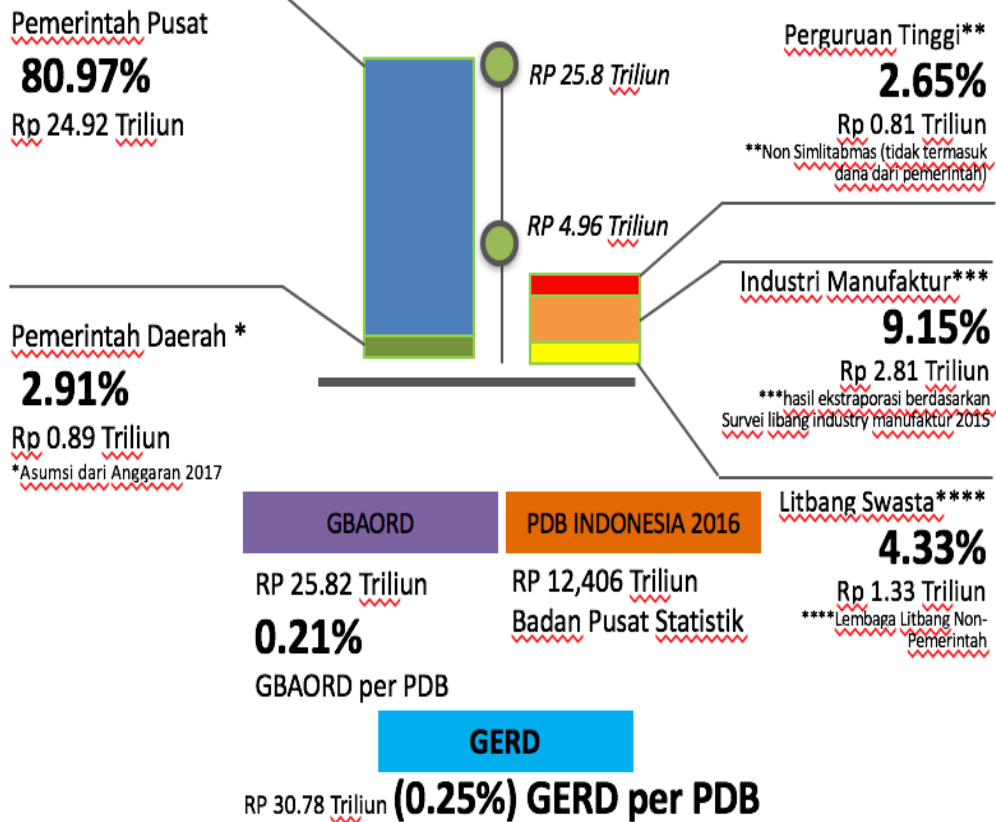 Pemerintah Pusat
80.97%
Rp 24.92 Triliun
Pemerintah Daerah *
2.91%
Rp 0.89 Triliun
*Asumsi dari Anggaran 2017
RP 25.8 Triliun
RP 4.96 Triliun
Perguruan Tinggi**
2.65%
Rp 0.81 Triliun
**Non Simlitabmas (tidak termasuk
dana dari pemerintah)
Industri Manufaktur***
9.15%
Rp 2.81 Triliun
***hasil ekstraporasi berdasarkan
Survei libang industry manufaktur 2015
Litbang Swasta****
4.33%
Rp 1.33 Triliun
****Lembaga Litbang Non-
Pemerintah
GBAORD
RP 25.82 Triliun
0.21%
GBAORD per PDB
PDB INDONESIA 2016
RP 12,406 Triliun
Badan Pusat Statistik
GERD
RP 30.78 Triliun (0.25%) GERD per PDB